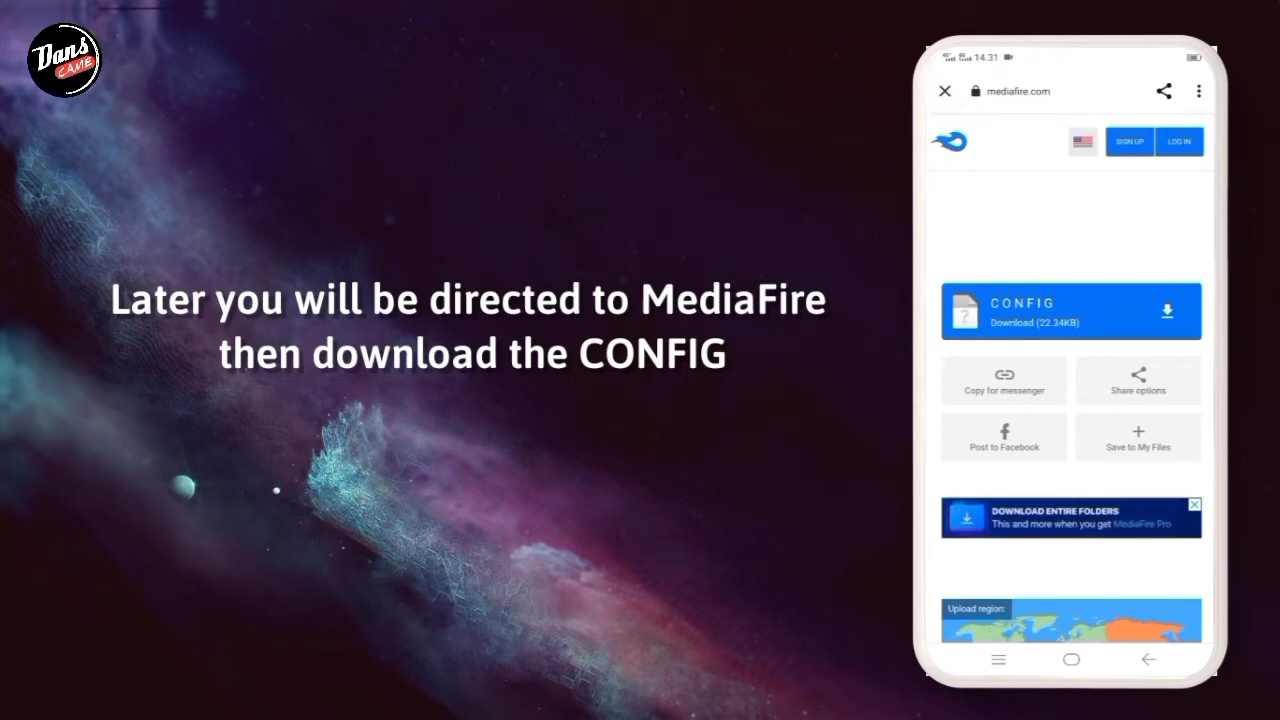 Dans
CAME
Later you will be directed to MediaFire
then download the CONFIG
14.31
mediafire.com
SIGN UP
LOG IN
CONFIG
Download (22.34KB)
Copy for messenger
Share options
Post to Facebook
Save to My Files
DOWNLOAD ENTIRE FOLDERS
This and more when you get MediaFire Pro
Upload region: